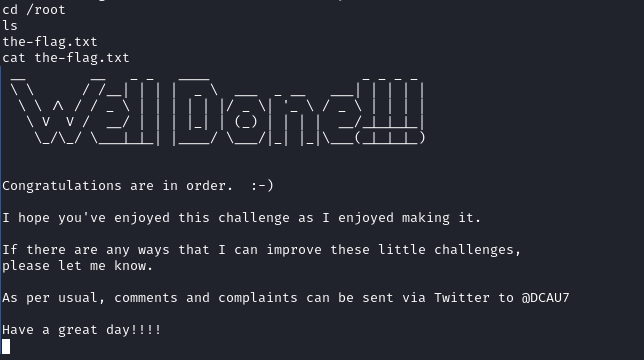 cd /root
ls
the-flag.txt
cat the-flag.txt
Well Done!!!!
Congratulations are in order.  :-)
I hope you've enjoyed this challenge as I enjoyed making it.
If there are any ways that I can improve these little challenges,
please let me know.
As per usual, comments and complaints can be sent via Twitter to @DCAU7
Have a great day!!!!